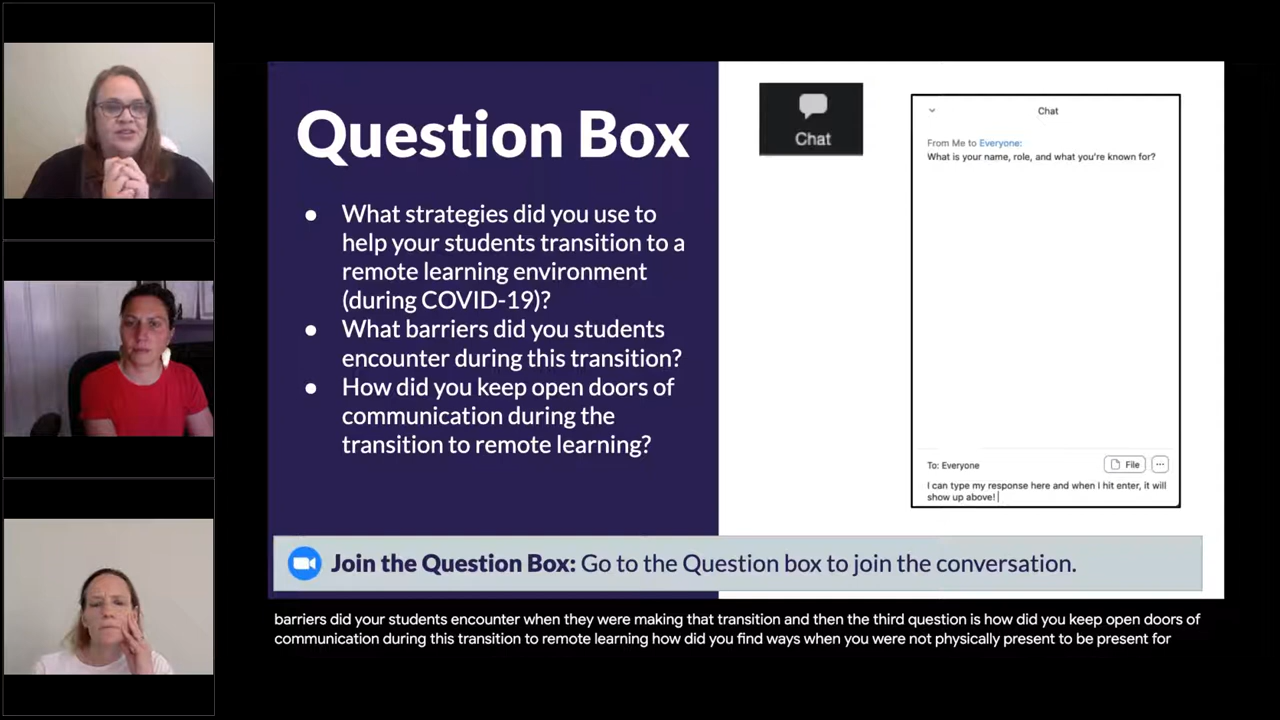 Question Box
● What strategies did you use to
help your students transition to a
remote learning environment
(during COVID-19)?
● What barriers did you students
encounter during this transition?
● How did you keep open doors of
communication during the
transition to remote learning?
Chat
Chat
From Me to Everyone:
What is your name, role, and what you're known for?
To: Everyone
File
...
I can type my response here and when I hit enter, it will
show up above!
Join the Question Box: Go to the Question box to join the conversation.
barriers did your students encounter when they were making that transition and then the third question is how did you keep open doors of
communication during this transition to remote learning how did you find ways when you were not physically present to be present for